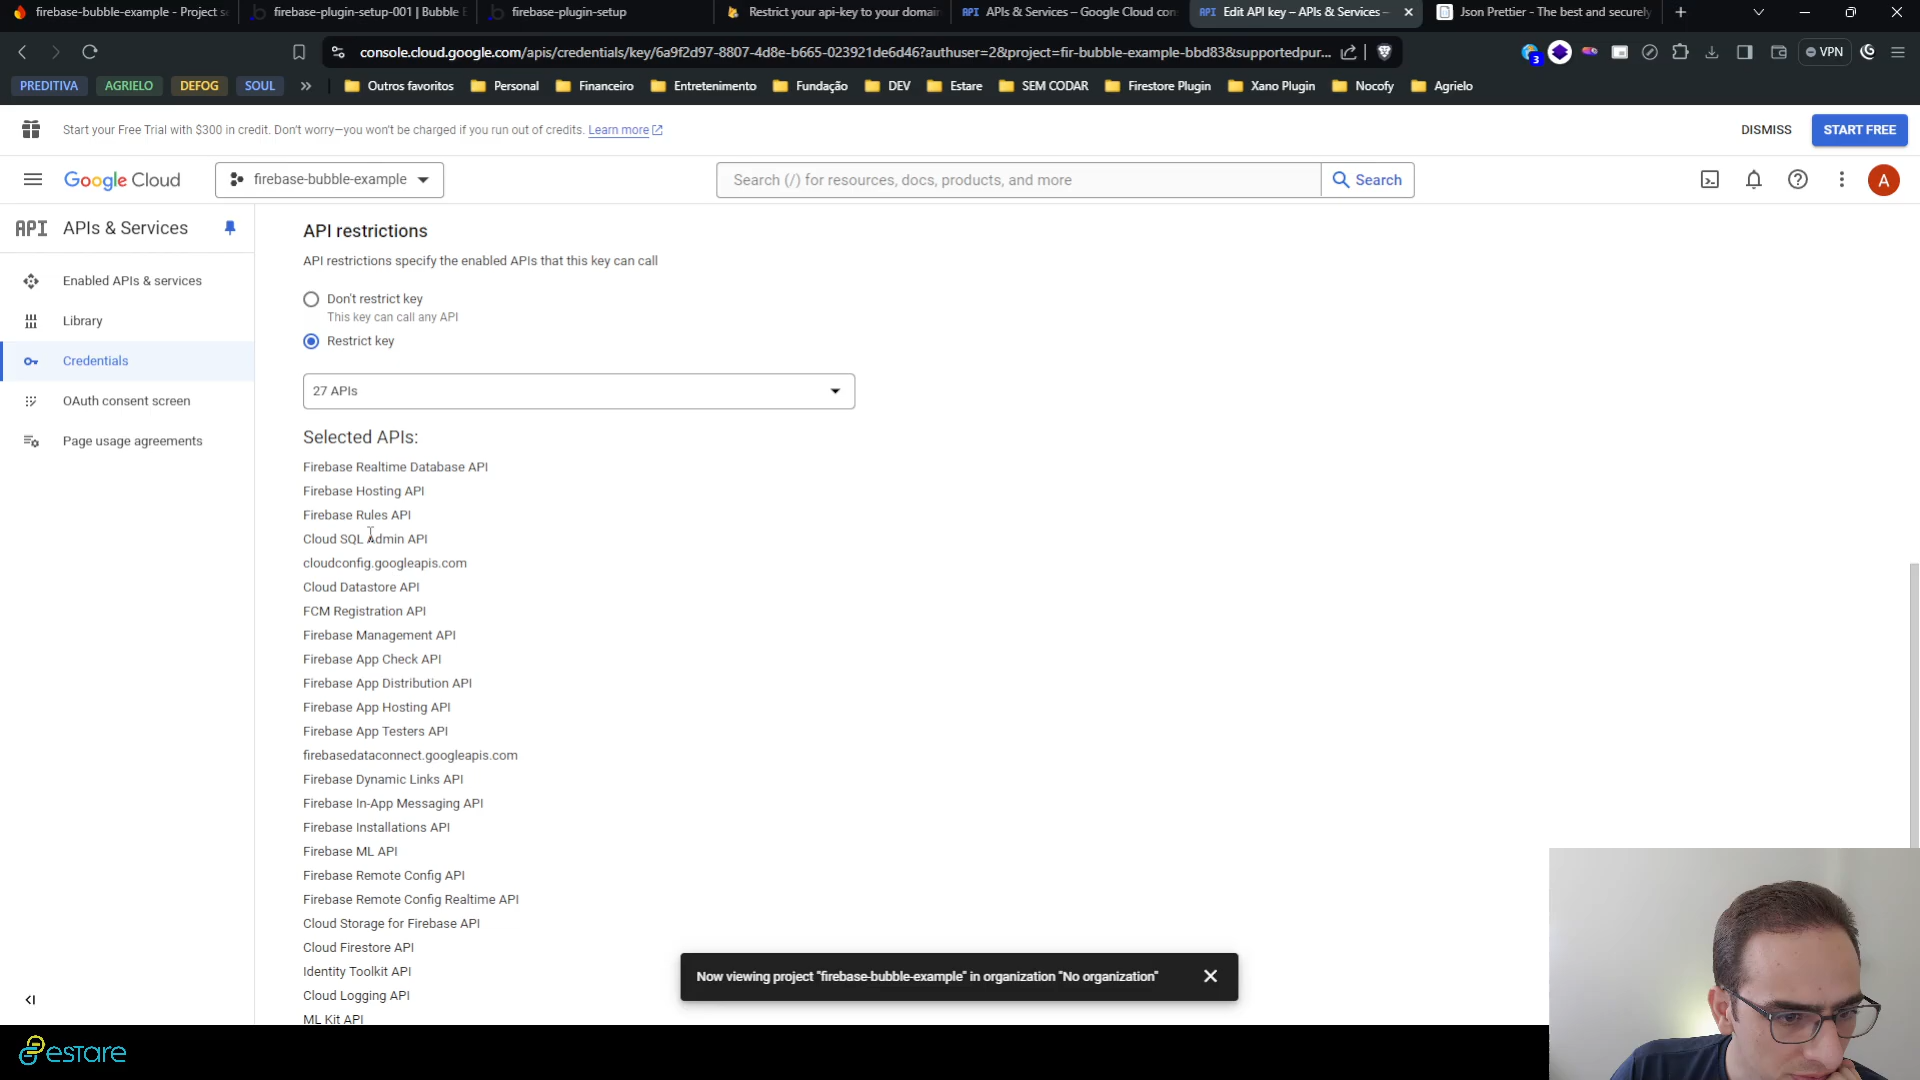 firebase-bubble-example - Project se
firebase-plugin-setup-001 | Bubble E
firebase-plugin-setup
Restrict your api-key to your domain
API APIs & Services – Google Cloud con
API Edit API key – APIs & Services –
Json Prettier - The best and securely
console.cloud.google.com/apis/credentials/key/6a9f2d97-8807-4d8e-b665-023921de6d46?authuser=2&project=fir-bubble-example-bbd83&supportedpur...
3
VPN
PREDITIVA
AGRIELO
DEFOG
SOUL
Outros favoritos
Personal
Financeiro
Entretenimento
Fundação
DEV
Estare
SEM CODAR
Firestore Plugin
Xano Plugin
Nocofy
Agrielo
Start your Free Trial with $300 in credit. Don't worry—you won't be charged if you run out of credits. Learn more
DISMISS
START FREE
Google Cloud
firebase-bubble-example
Search (/) for resources, docs, products, and more
Search
A
API APIs & Services
Enabled APIs & services
Library
Credentials
OAuth consent screen
Page usage agreements
API restrictions
API restrictions specify the enabled APIs that this key can call
Don't restrict key
This key can call any API
Restrict key
27 APIs
Selected APIs:
Firebase Realtime Database API
Firebase Hosting API
Firebase Rules API
Cloud SQL Admin API
cloudconfig.googleapis.com
Cloud Datastore API
FCM Registration API
Firebase Management API
Firebase App Check API
Firebase App Distribution API
Firebase App Hosting API
Firebase App Testers API
firebasedataconnect.googleapis.com
Firebase Dynamic Links API
Firebase In-App Messaging API
Firebase Installations API
Firebase ML API
Firebase Remote Config API
Firebase Remote Config Realtime API
Cloud Storage for Firebase API
Cloud Firestore API
Identity Toolkit API
Cloud Logging API
ML Kit API
Now viewing project "firebase-bubble-example" in organization "No organization"
estare